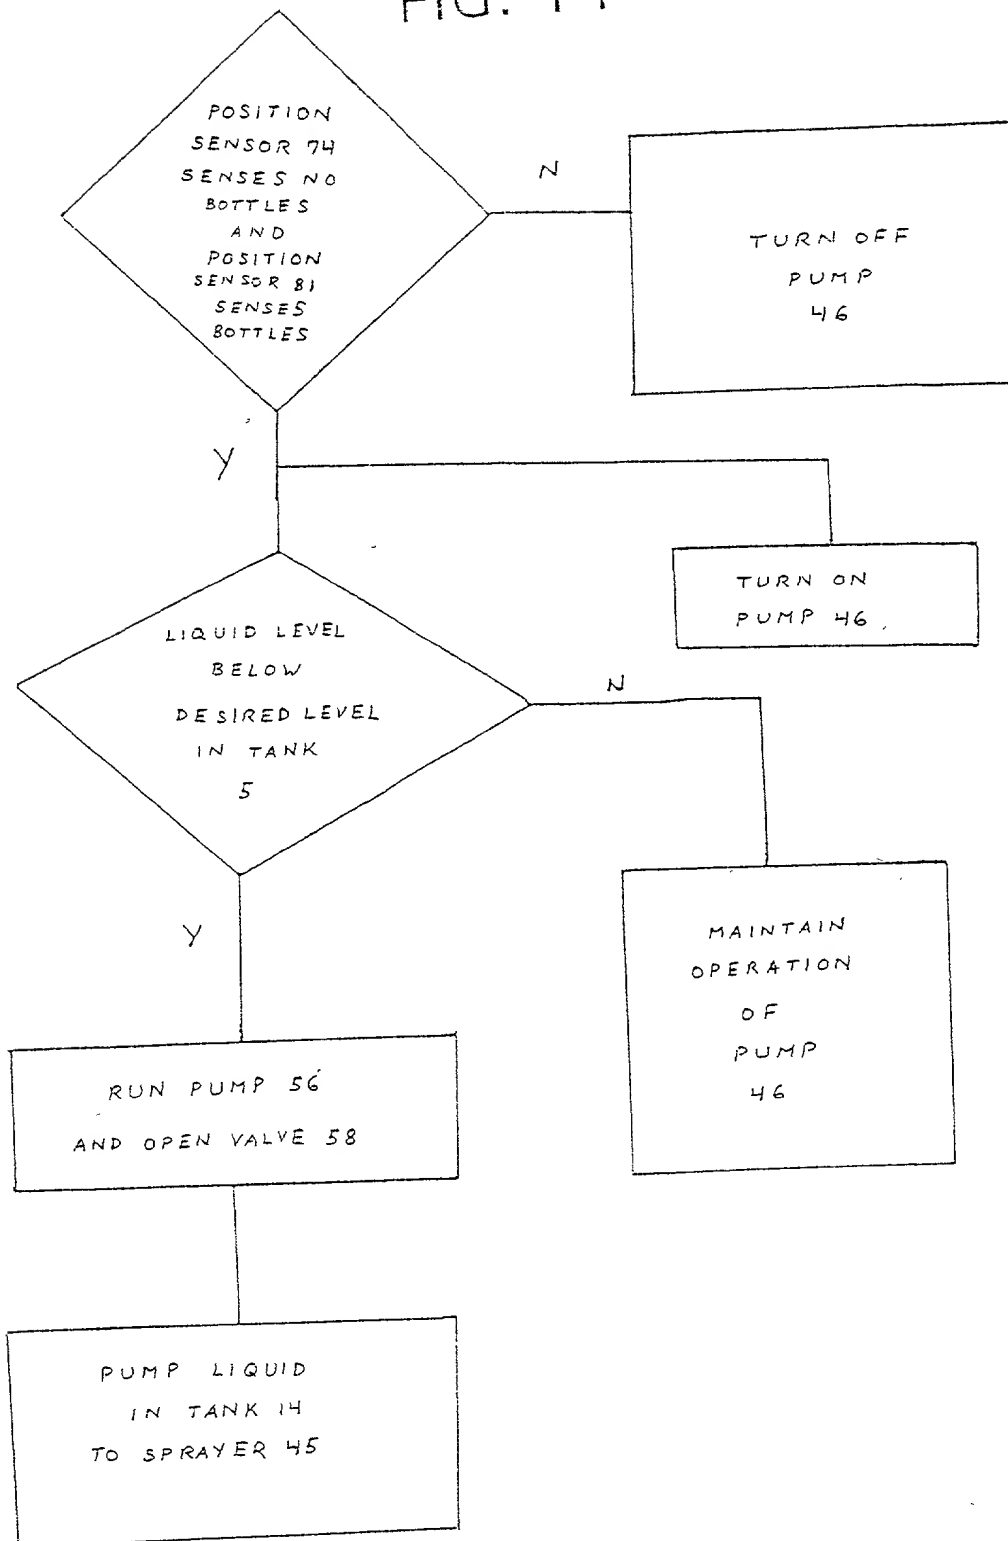 POSITION
SENSOR 74
SENSES NO
BOTTLES
AND
POSITION
SENSOR 81
SENSES
BOTTLES
N
TURN OFF
PUMP
46
Y
TURN ON
PUMP 46
LIQUID LEVEL
BELOW
DESIRED LEVEL
IN TANK
5
N
MAINTAIN
OPERATION
OF
PUMP
46
Y
RUN PUMP 56
AND OPEN VALVE 58
PUMP LIQUID
IN TANK 14
TO SPRAYER 45